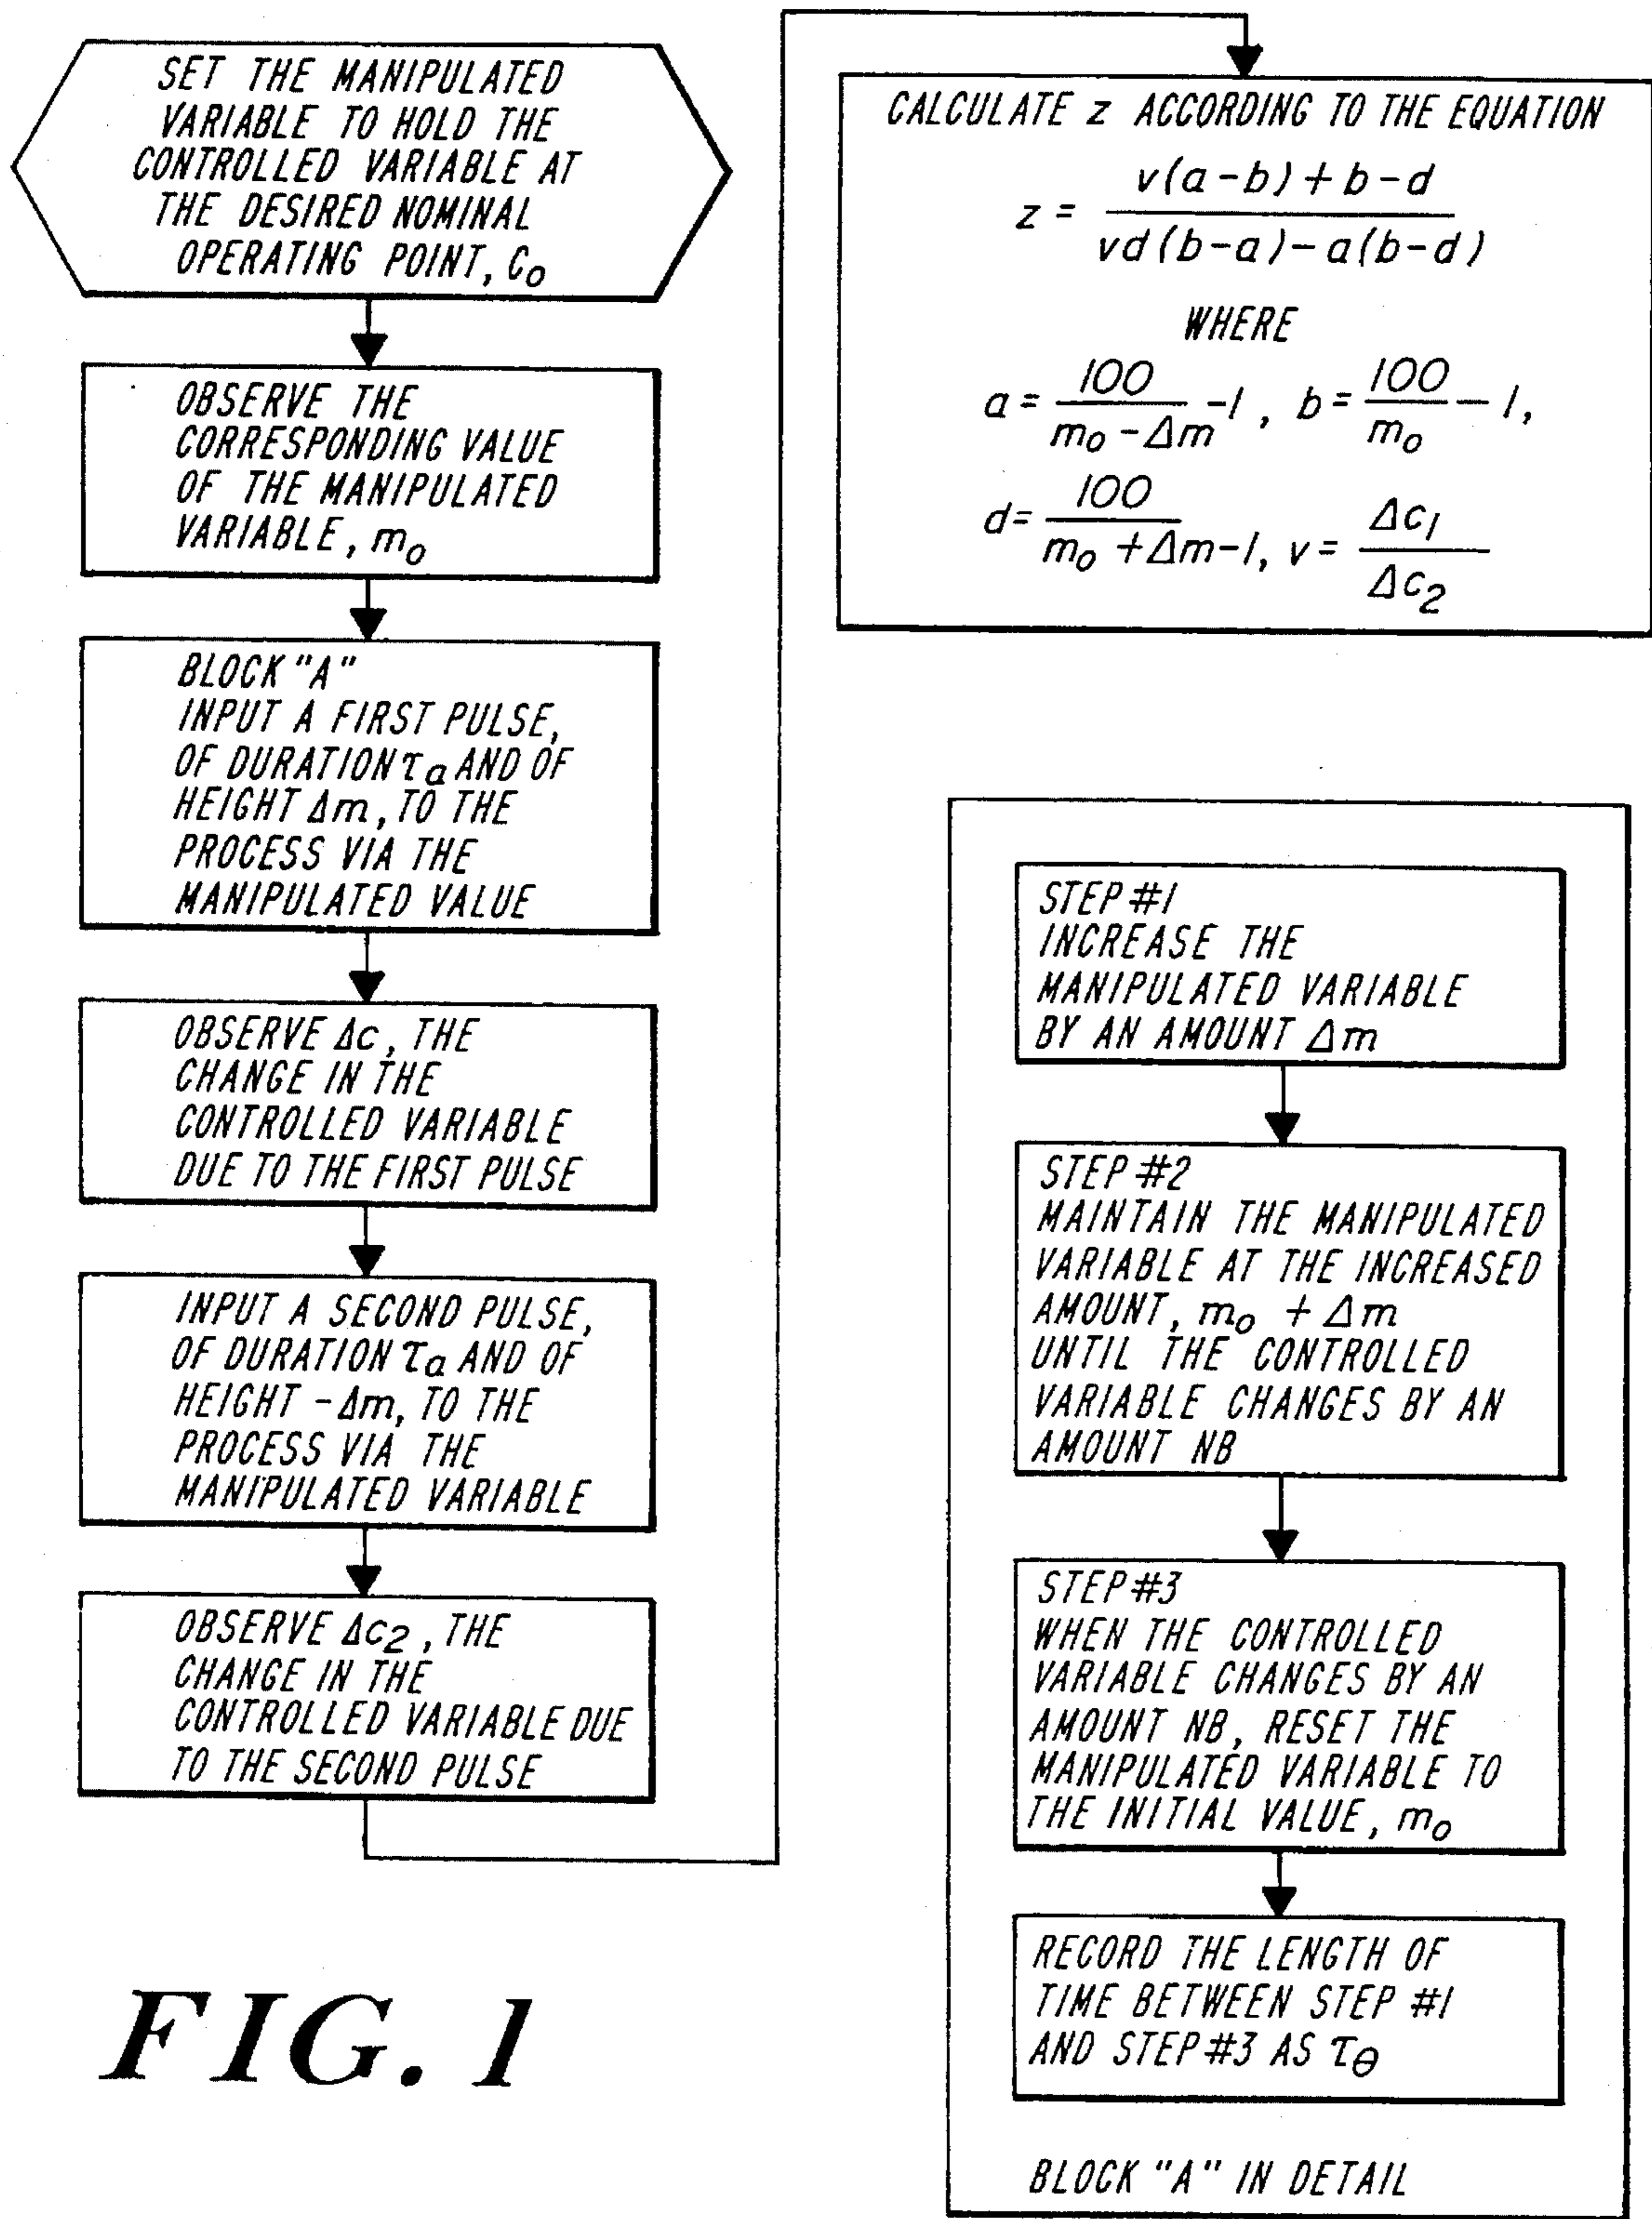 SET THE MANIPULATED
VARIABLE TO HOLD THE
CONTROLLED VARIABLE AT
THE DESIRED NOMINAL
OPERATING POINT, C₀
OBSERVE THE
CORRESPONDING VALUE
OF THE MANIPULATED
VARIABLE, m₀
BLOCK "A"
INPUT A FIRST PULSE,
OF DURATION τa AND OF
HEIGHT Δm, TO THE
PROCESS VIA THE
MANIPULATED VALUE
OBSERVE Δc, THE
CHANGE IN THE
CONTROLLED VARIABLE
DUE TO THE FIRST PULSE
INPUT A SECOND PULSE,
OF DURATION τa AND OF
HEIGHT -Δm, TO THE
PROCESS VIA THE
MANIPULATED VARIABLE
OBSERVE Δc₂, THE
CHANGE IN THE
CONTROLLED VARIABLE DUE
TO THE SECOND PULSE
CALCULATE z ACCORDING TO THE EQUATION
z = (v(a-b)+b-d) / (vd(b-a)-a(b-d))
WHERE
a = 100/(m₀-Δm) -1, b = 100/m₀ -1,
d = 100/(m₀+Δm) -1, v = Δc₁/Δc₂
STEP #1
INCREASE THE
MANIPULATED VARIABLE
BY AN AMOUNT Δm
STEP #2
MAINTAIN THE MANIPULATED
VARIABLE AT THE INCREASED
AMOUNT, m₀ + Δm
UNTIL THE CONTROLLED
VARIABLE CHANGES BY AN
AMOUNT NB
STEP #3
WHEN THE CONTROLLED
VARIABLE CHANGES BY AN
AMOUNT NB, RESET THE
MANIPULATED VARIABLE TO
THE INITIAL VALUE, m₀
RECORD THE LENGTH OF
TIME BETWEEN STEP #1
AND STEP #3 AS τθ
BLOCK "A" IN DETAIL
FIG. 1